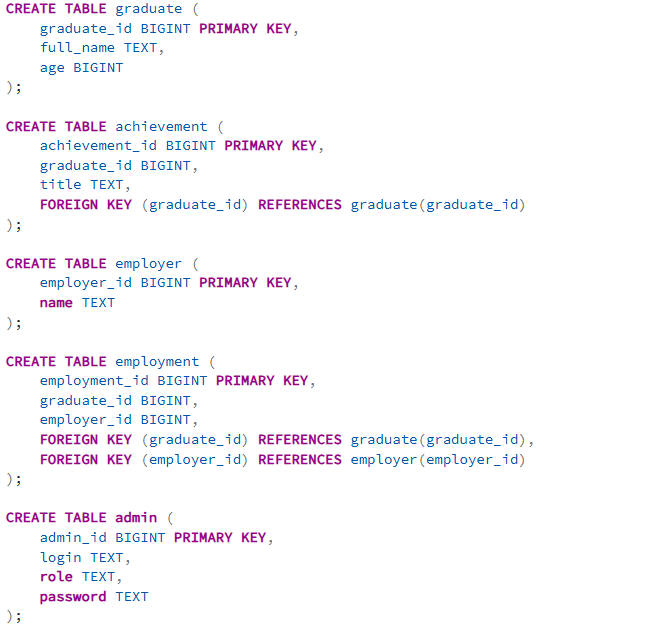 CREATE TABLE graduate (
    graduate_id BIGINT PRIMARY KEY,
    full_name TEXT,
    age BIGINT
);

CREATE TABLE achievement (
    achievement_id BIGINT PRIMARY KEY,
    graduate_id BIGINT,
    title TEXT,
    FOREIGN KEY (graduate_id) REFERENCES graduate(graduate_id)
);

CREATE TABLE employer (
    employer_id BIGINT PRIMARY KEY,
    name TEXT
);

CREATE TABLE employment (
    employment_id BIGINT PRIMARY KEY,
    graduate_id BIGINT,
    employer_id BIGINT,
    FOREIGN KEY (graduate_id) REFERENCES graduate(graduate_id),
    FOREIGN KEY (employer_id) REFERENCES employer(employer_id)
);

CREATE TABLE admin (
    admin_id BIGINT PRIMARY KEY,
    login TEXT,
    role TEXT,
    password TEXT
);